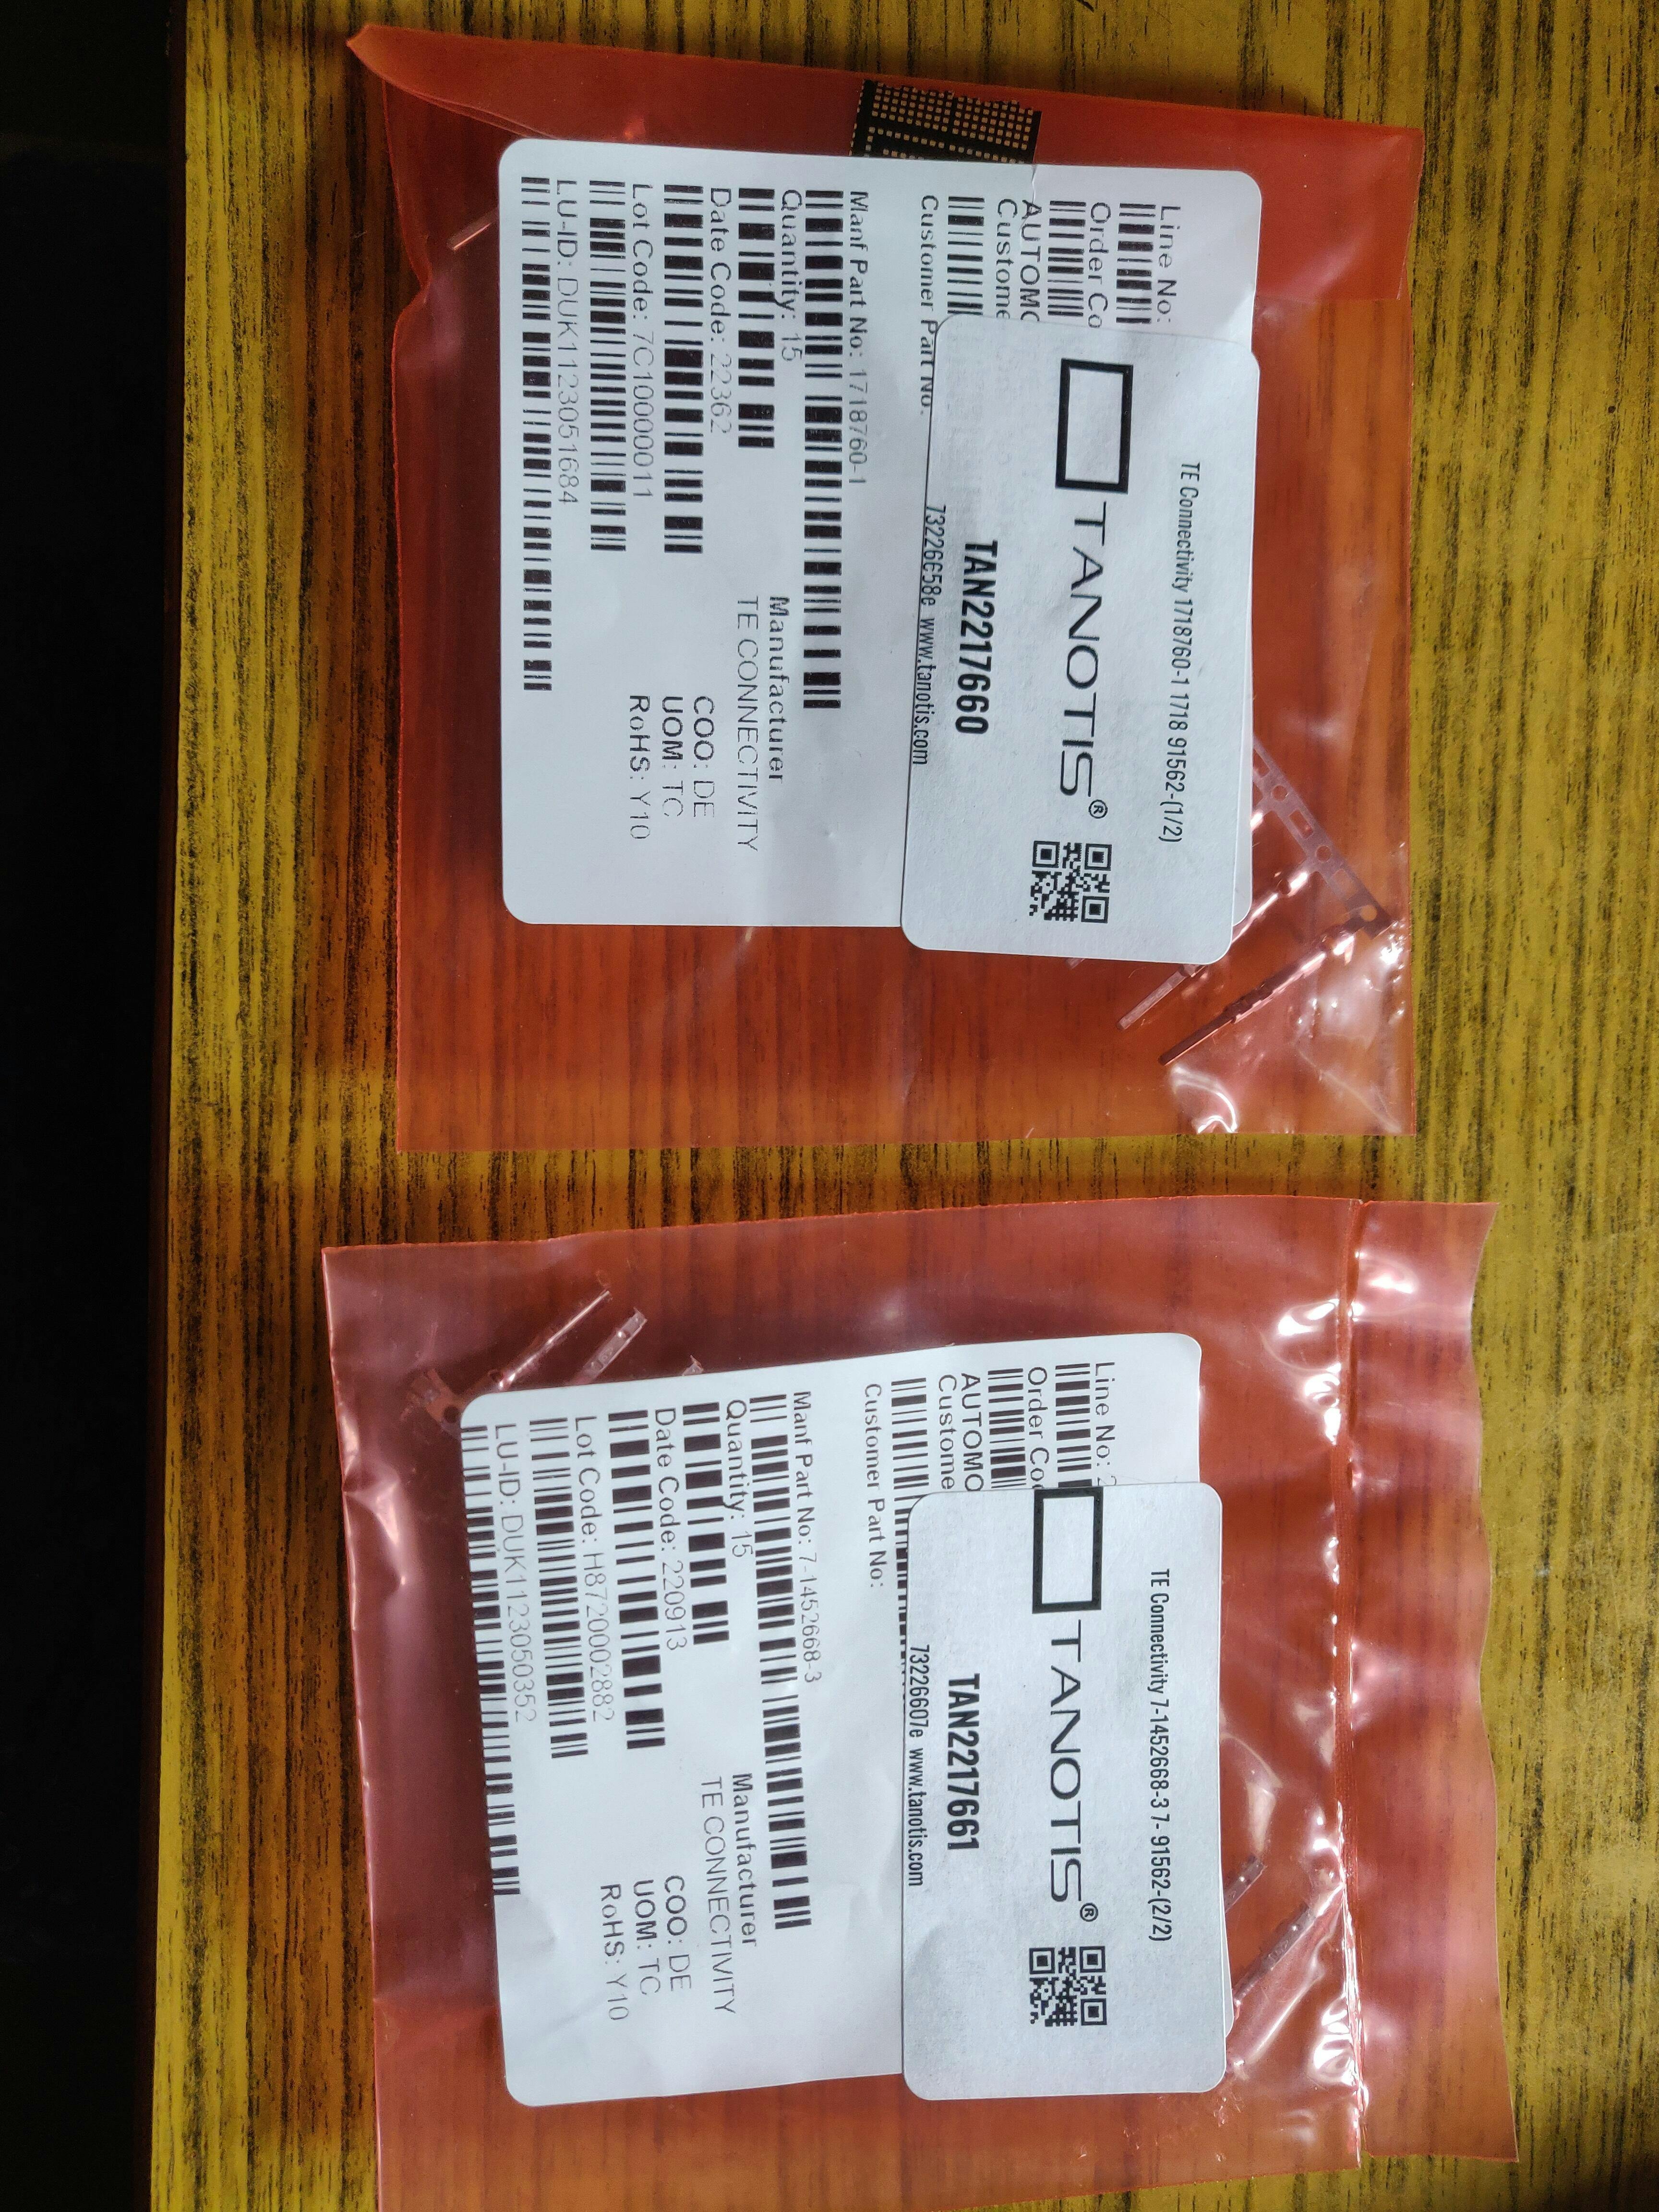 Line No:
Order Co
AUTOMO
Custome
Customer Part No:
TE Connectivity 1718760-1 1718 91562-(1/2)
TANOTIS®
TAN2217660
www.tanotis.com
Manf Part No: 1718760-1
Quantity: 15
Manufacturer
TE CONNECTIVITY
Date Code: 22362
COO: DE
UOM: TC
Lot Code: 7C10000011
RoHS: Y10
LU-ID: DUK1123051684
Line No: 2
Order Co
AUTOMO
Custome
Customer Part No:
TE Connectivity 7-1452668-3 7- 91562-(2/2)
TANOTIS®
TAN2217661
73226607e www.tanotis.com
Manf Part No: 7-1452668-3
Quantity: 15
Manufacturer
TE CONNECTIVITY
Date Code: 220913
COO: DE
UOM: TC
Lot Code: H8720002882
RoHS: Y10
LU-ID: DUK1123050352